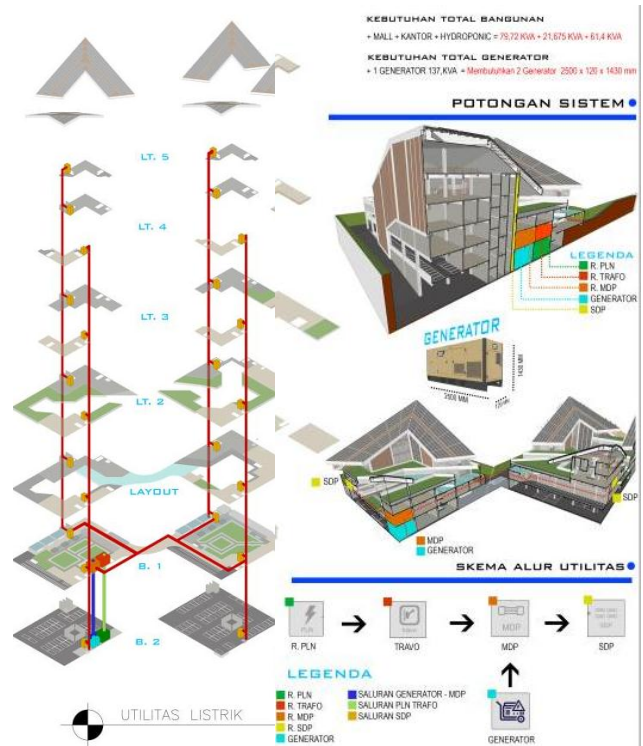 KEBUTUHAN TOTAL BANGUNAN
+ MALL + KANTOR + HYDROPONIC = 79,72 KVA + 21,675 KVA + 61,4 KVA
KEBUTUHAN TOTAL GENERATOR
+ 1 GENERATOR 137,KVA = Membutuhkan 2 Generator 2500 x 120 x 1430 mm
POTONGAN SISTEM
LT. 5
LT. 4
LT. 3
LT. 2
LAYOUT
B. 1
B. 2
LEGENDA
R. PLN
R. TRAFO
R. MDP
GENERATOR
SDP
GENERATOR
1430 MM
2500 MM
SDP
SDP
MDP
GENERATOR
SKEMA ALUR UTILITAS
PLN
MDP
SDP
R. PLN
TRAVO
MDP
SDP
GENERATOR
LEGENDA
R. PLN
R. TRAFO
R. MDP
R. SDP
GENERATOR
SALURAN GENERATOR - MDP
SALURAN PLN TRAFO
SALURAN SDP
UTILITAS LISTRIK